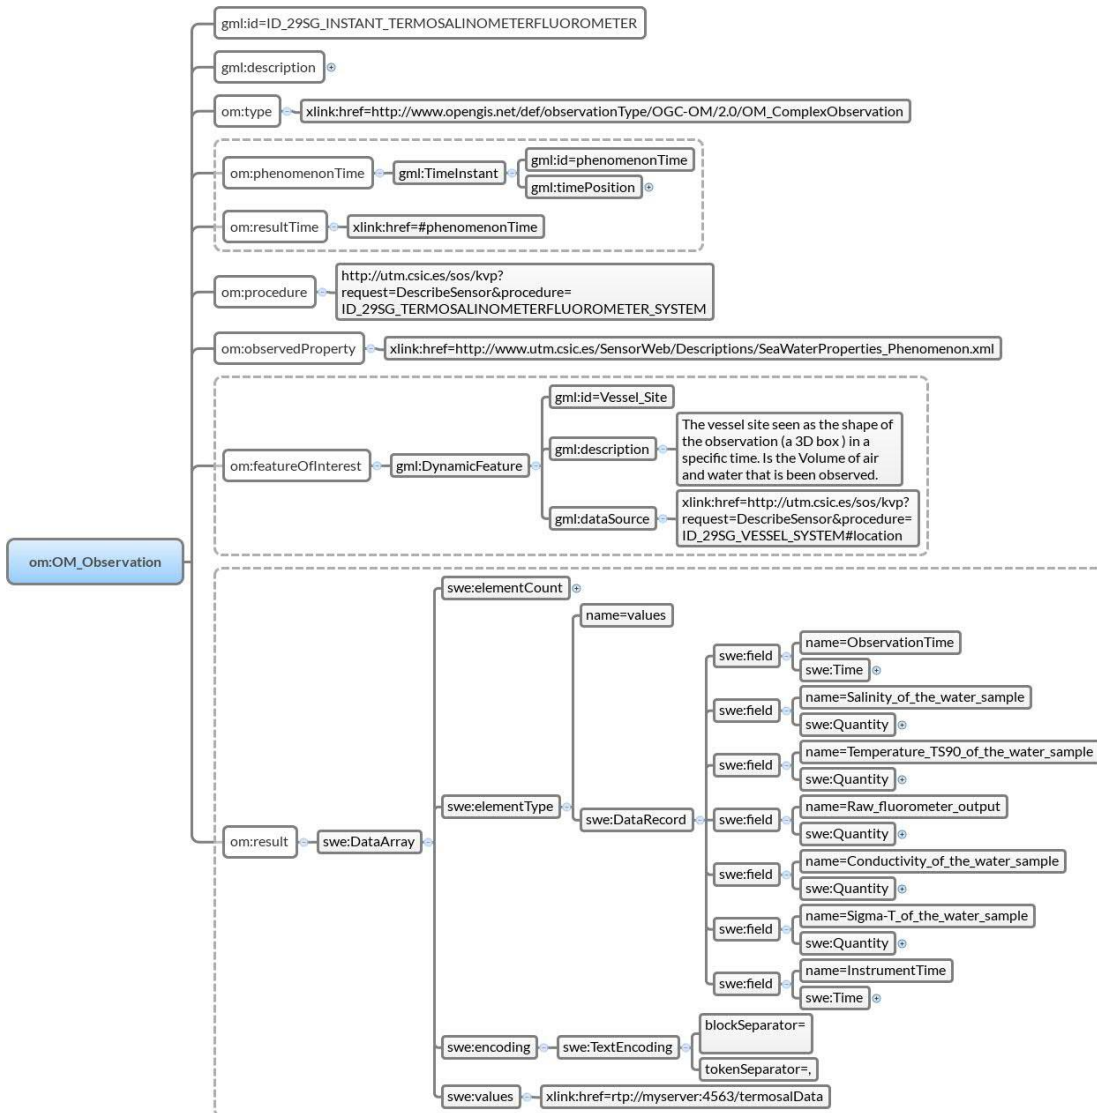 gml:id=ID_29SG_INSTANT_TERMOSALINOMETERFLUOROMETER
gml:description
om:type
xlink:href=http://www.opengis.net/def/observationType/OGC-OM/2.0/OM_ComplexObservation
om:phenomenonTime
gml:TimeInstant
gml:id=phenomenonTime
gml:timePosition
om:resultTime
xlink:href=#phenomenonTime
om:procedure
http://utm.csic.es/sos/kvp?
request=DescribeSensor&procedure=
ID_29SG_TERMOSALINOMETERFLUOROMETER_SYSTEM
om:observedProperty
xlink:href=http://www.utm.csic.es/SensorWeb/Descriptions/SeaWaterProperties_Phenomenon.xml
om:featureOfInterest
gml:DynamicFeature
gml:id=Vessel_Site
gml:description
The vessel site seen as the shape of
the observation (a 3D box ) in a
specific time. Is the Volume of air
and water that is been observed.
gml:dataSource
xlink:href=http://utm.csic.es/sos/kvp?
request=DescribeSensor&procedure=
ID_29SG_VESSEL_SYSTEM#location
om:OM_Observation
om:result
swe:DataArray
swe:elementCount
swe:elementType
name=values
swe:DataRecord
swe:field
name=ObservationTime
swe:Time
swe:field
name=Salinity_of_the_water_sample
swe:Quantity
swe:field
name=Temperature_TS90_of_the_water_sample
swe:Quantity
swe:field
name=Raw_fluorometer_output
swe:Quantity
swe:field
name=Conductivity_of_the_water_sample
swe:Quantity
swe:field
name=Sigma-T_of_the_water_sample
swe:Quantity
swe:field
name=InstrumentTime
swe:Time
swe:encoding
swe:TextEncoding
blockSeparator=
tokenSeparator=,
swe:values
xlink:href=rtp://myserver:4563/termosalData